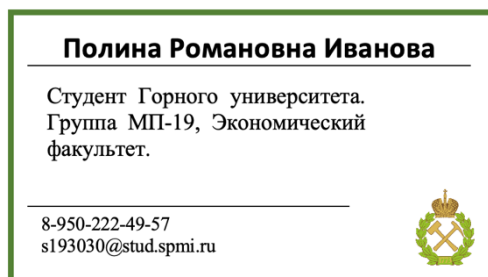 Полина Романовна Иванова
Студент Горного университета.
Группа МП-19, Экономический
факультет.
8-950-222-49-57
s193030@stud.spmi.ru